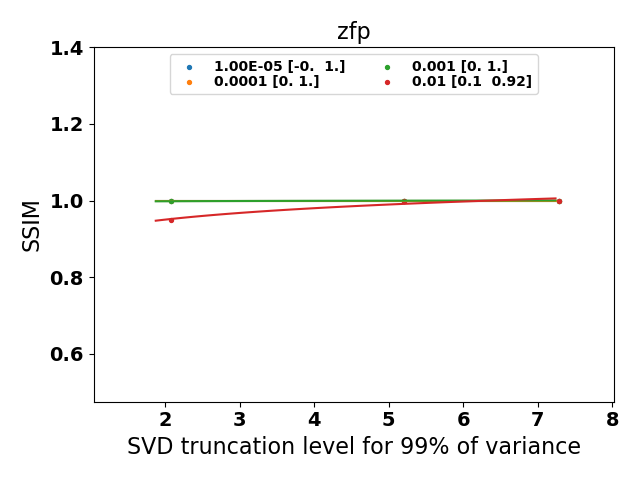 zfp
1.00E-05 [-0.  1.]
0.0001 [0. 1.]
0.001 [0. 1.]
0.01 [0.1  0.92]
1.4
1.2
1.0
0.8
0.6
SSIM
2 3 4 5 6 7 8
SVD truncation level for 99% of variance